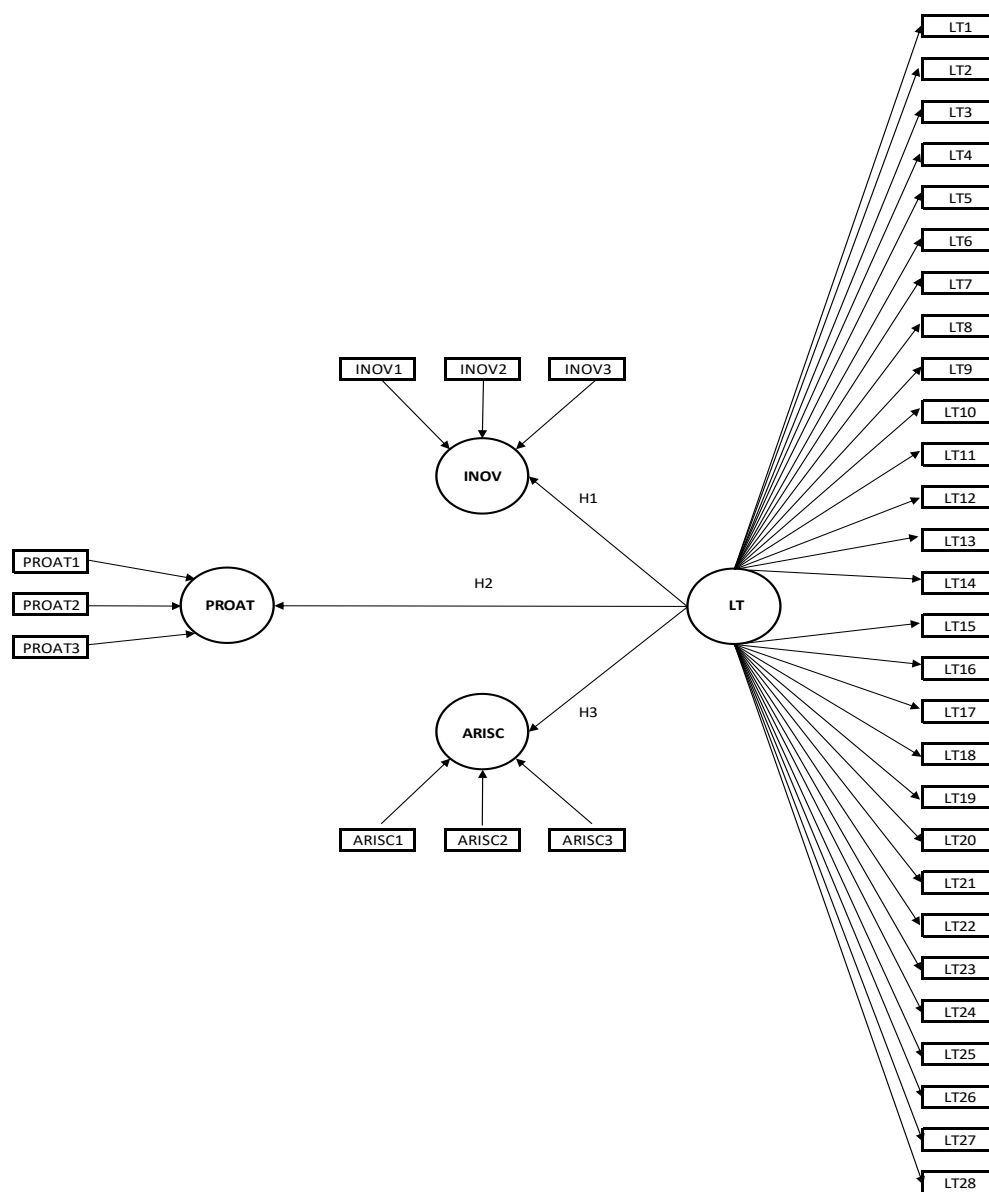 LT1
LT2
LT3
LT4
LT5
LT6
LT7
LT8
INOV1 INOV2 INOV3 LT9
LT10
LT11
INOV
H1
LT12
LT13
PROAT1
H2
LT14
PROAT2 PROAT LT
LT15
PROAT3
LT16
H3
LT17
ARISC
LT18
LT19
ARISC1 ARISC2 ARISC3 LT20
LT21
LT22
LT23
LT24
LT25
LT26
LT27
LT28